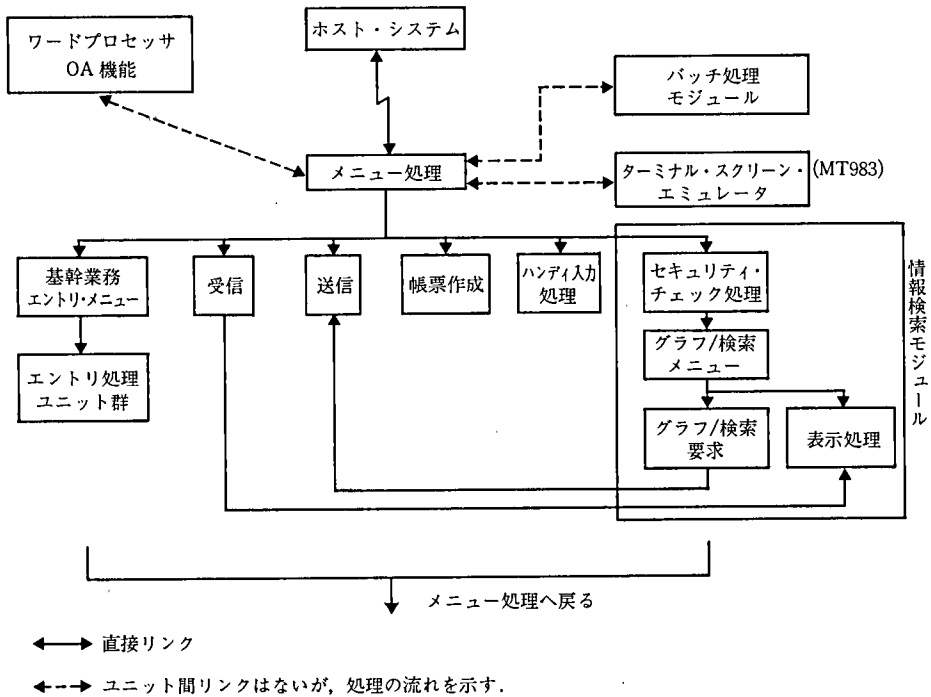 ワードプロセッサ
OA 機能
ホスト・システム
バッチ処理
モジュール
メニュー処理
ターミナル・スクリーン・
エミュレータ
(MT983)
基幹業務
エントリ・メニュー
受信
送信
帳票作成
ハンディ入力
処理
セキュリティ・
チェック処理
情報検索モジュール
グラフ/検索
メニュー
エントリ処理
ユニット群
グラフ/検索
要求
表示処理
メニュー処理へ戻る
直接リンク
ユニット間リンクはないが，処理の流れを示す．